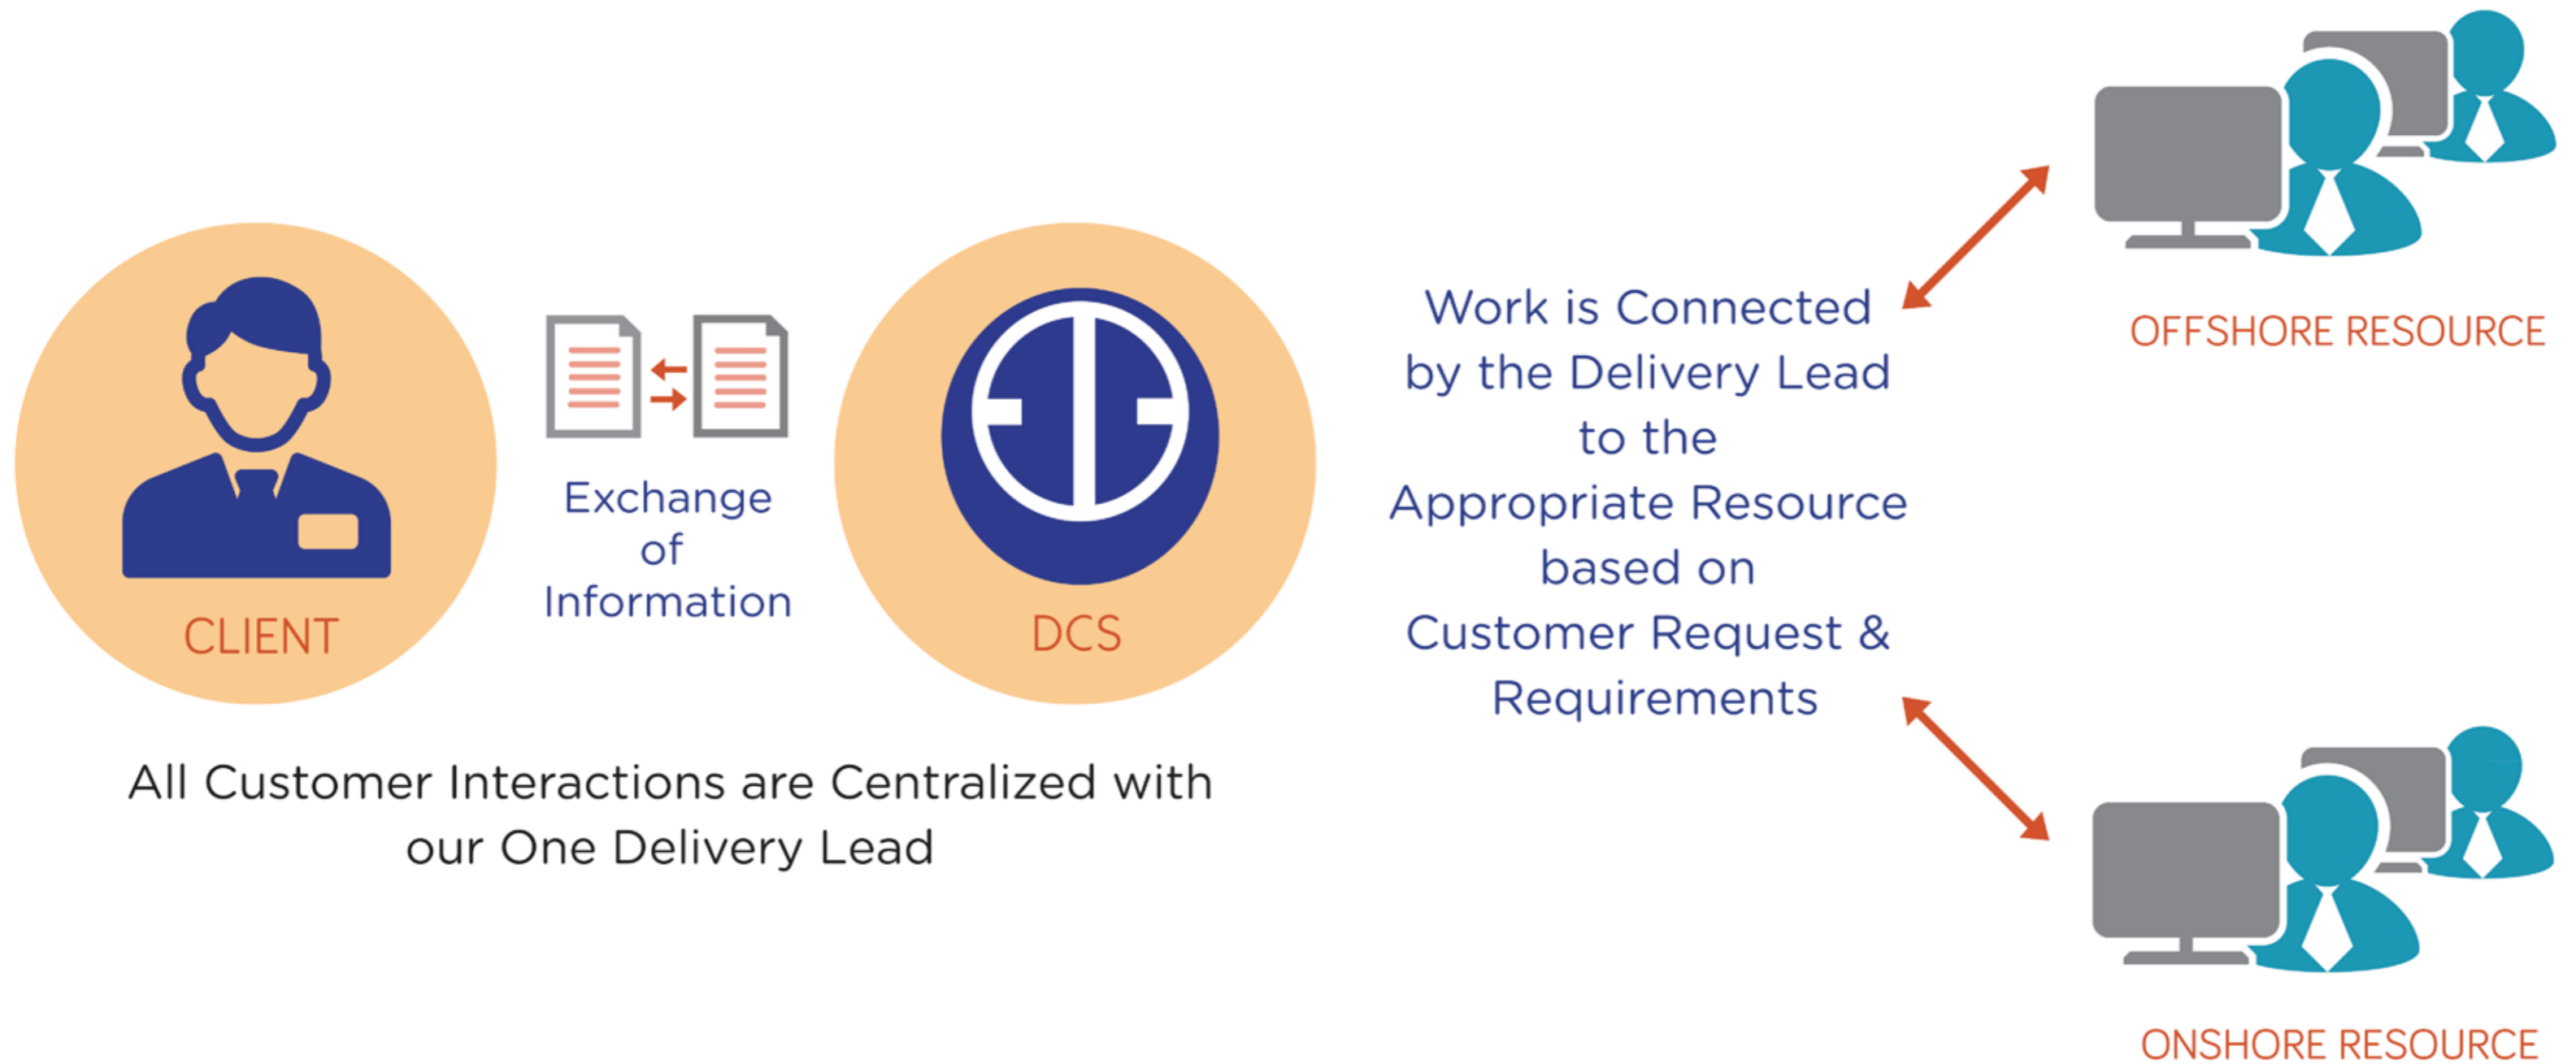 CLIENT
Exchange
of
Information
DCS
All Customer Interactions are Centralized with
our One Delivery Lead
Work is Connected
by the Delivery Lead
to the
Appropriate Resource
based on
Customer Request &
Requirements
OFFSHORE RESOURCE
ONSHORE RESOURCE